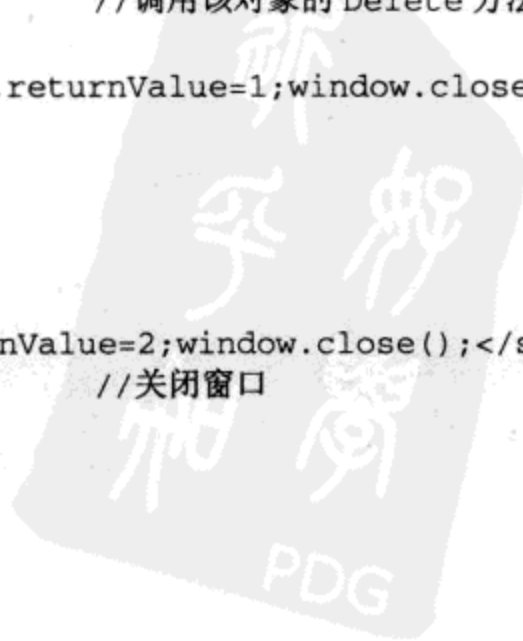 //调用该对象的 Delete 方法
.returnValue=1;window.close
nValue=2;window.close();</s
//关闭窗口
PDG